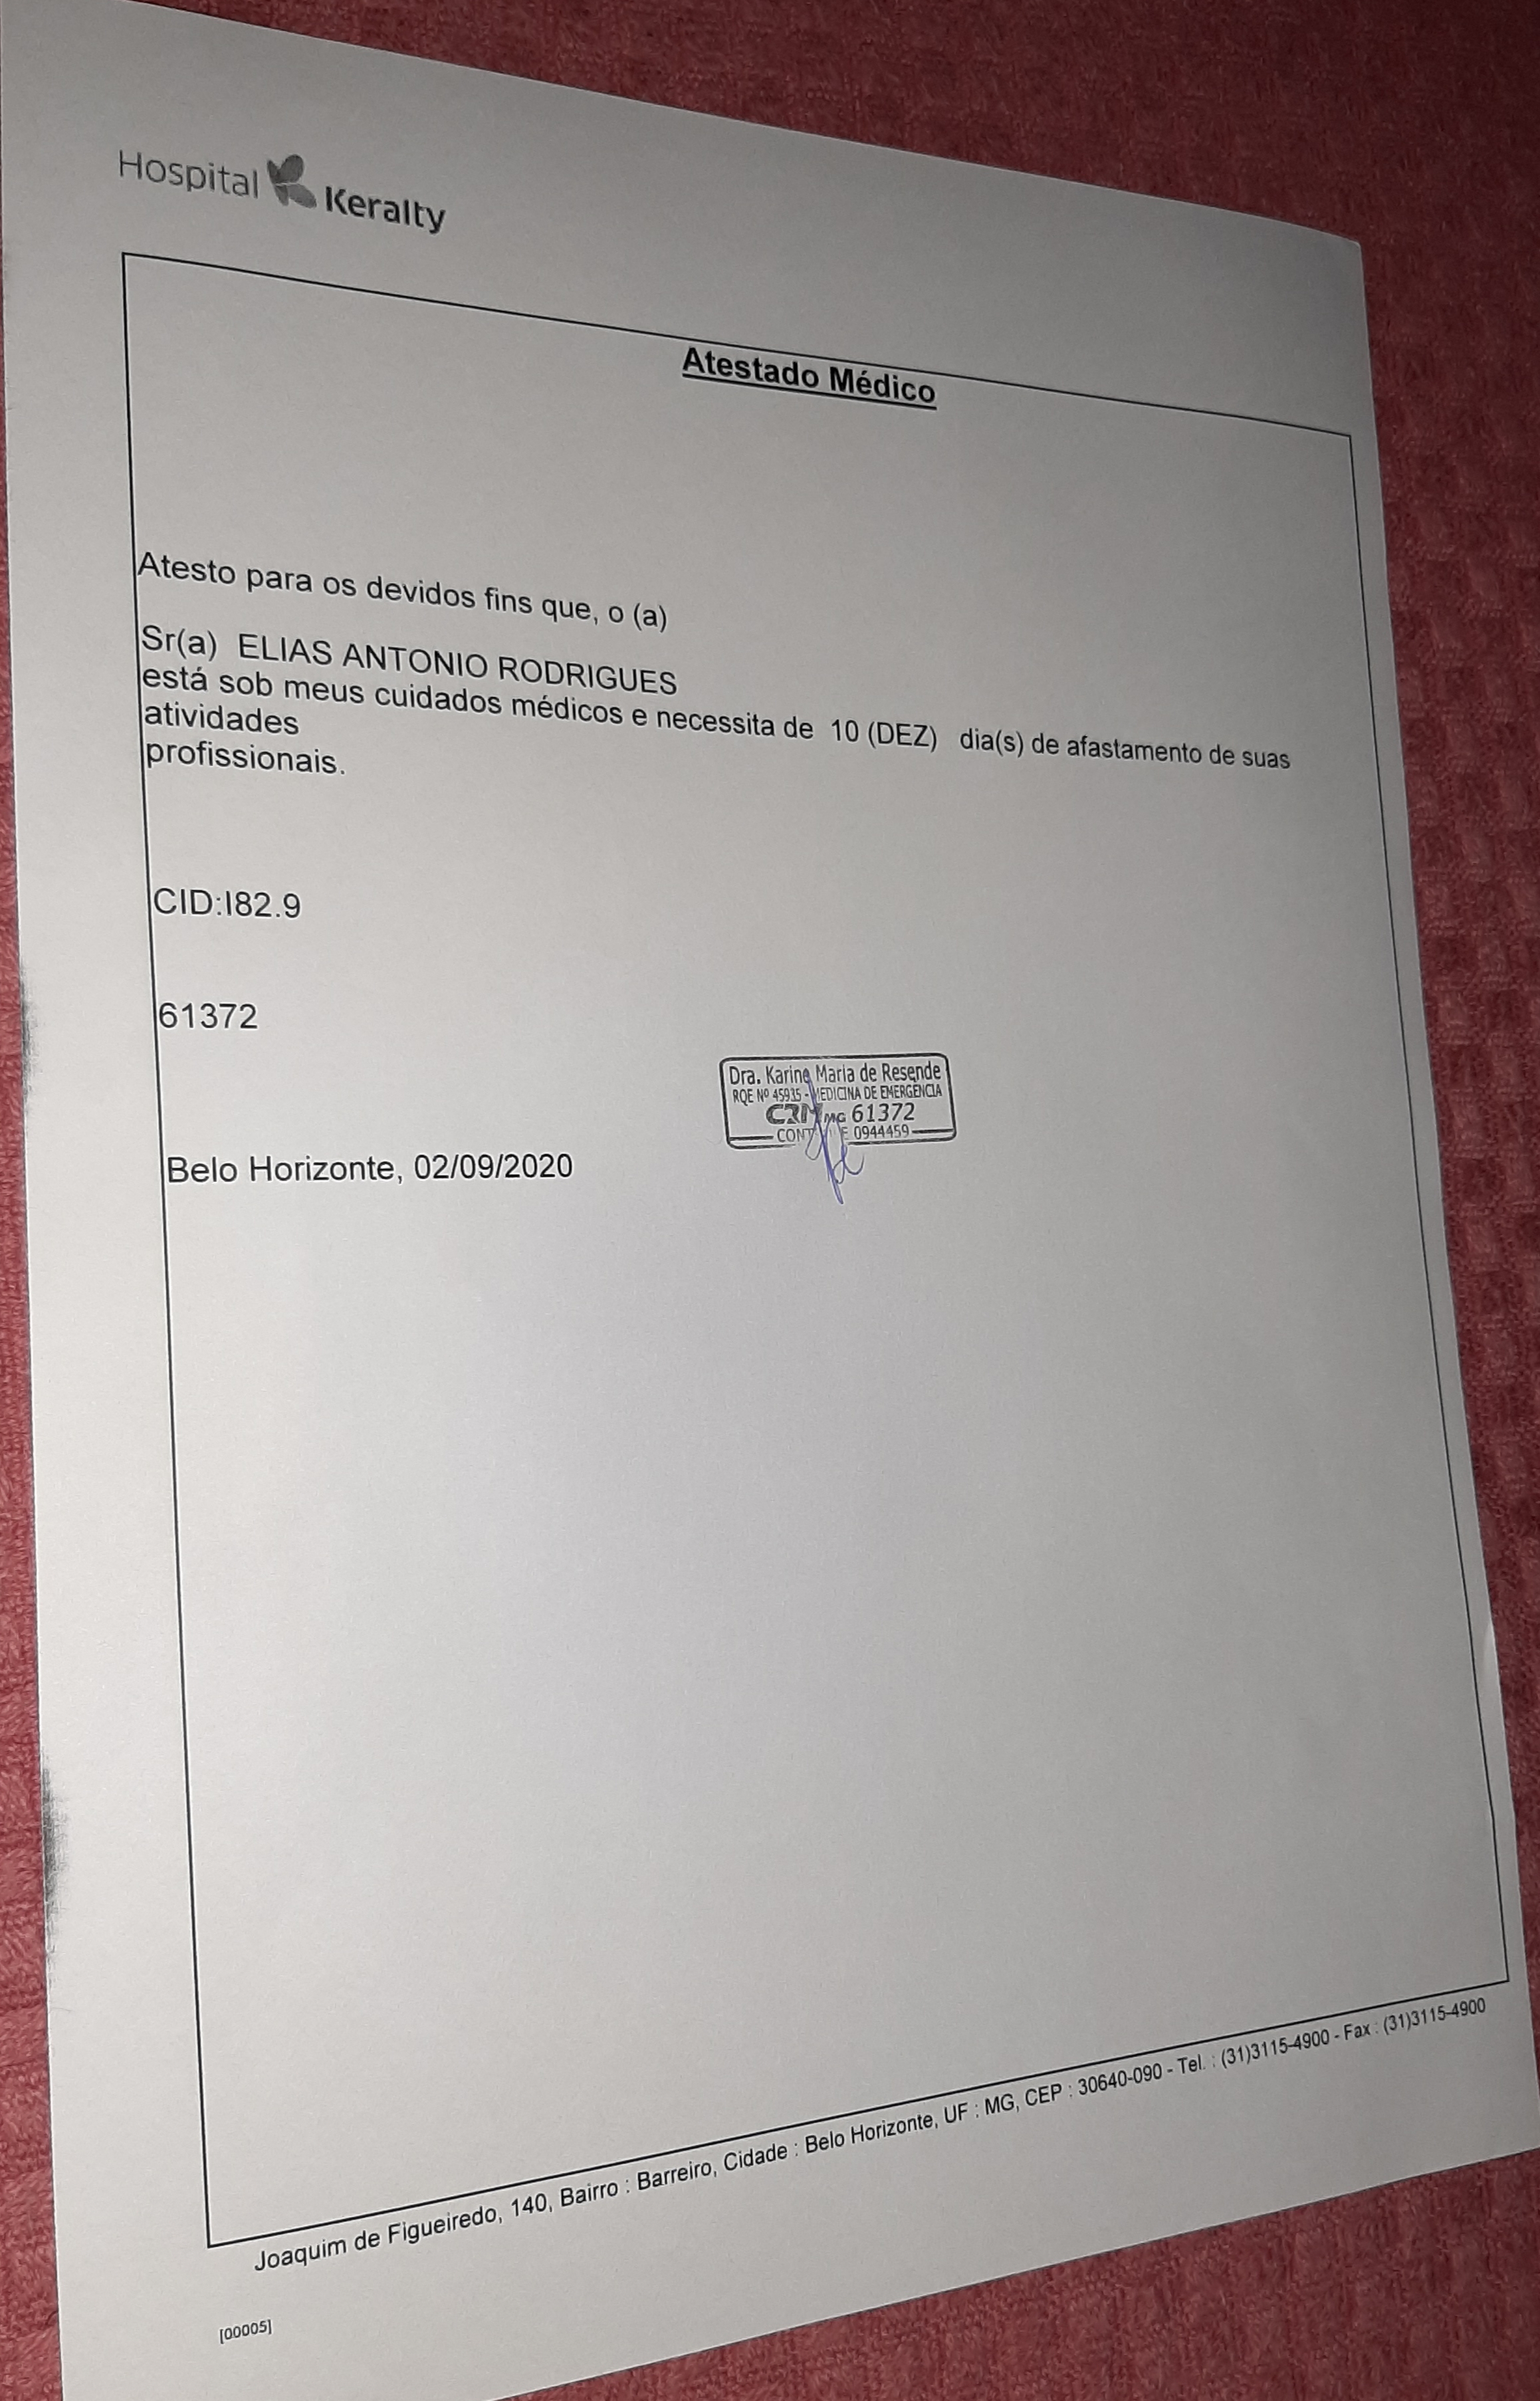 Hospital Keralty
Atestado Médico
Atesto para os devidos fins que, o (a)
Sr(a) ELIAS ANTONIO RODRIGUES
está sob meus cuidados médicos e necessita de 10 (DEZ) dia(s) de afastamento de suas
atividades
profissionais.
CID:I82.9
61372
Dra. Karine Maria de Resende
RQE Nº 45935 - MEDICINA DE EMERGÊNCIA
CRM MG 61372
0944459
Belo Horizonte, 02/09/2020
Joaquim de Figueiredo, 140, Bairro : Barreiro, Cidade : Belo Horizonte, UF : MG, CEP : 30640-090 - Tel. : (31)3115-4900 - Fax : (31)3115-4900
[00005]